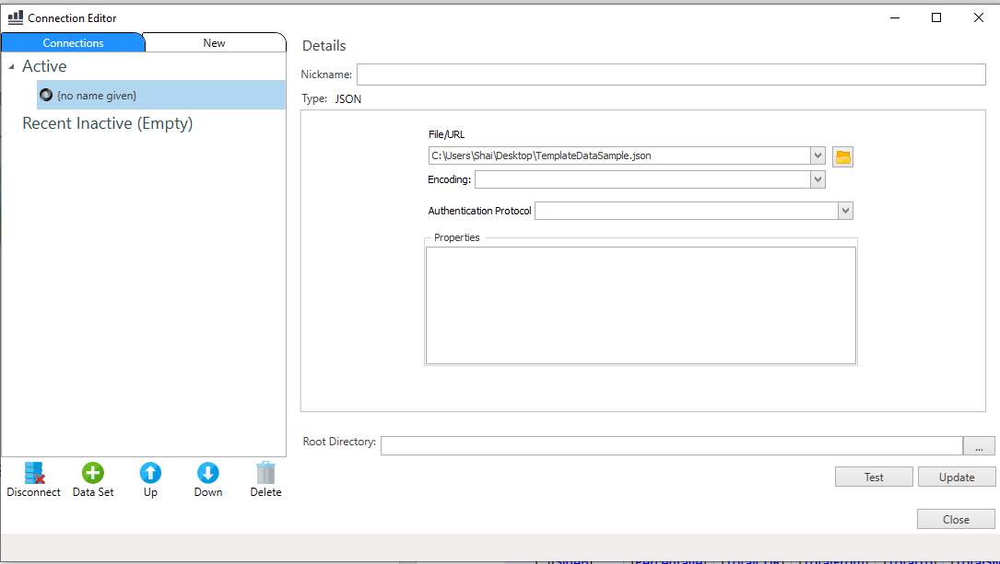 Connection Editor
Connections
New
Active
{no name given}
Recent Inactive (Empty)
Disconnect
Data Set
Up
Down
Delete
Details
Nickname:
Type: JSON
File/URL
C:\Users\Shai\Desktop\TemplateDataSample.json
Encoding:
Authentication Protocol
Properties
Root Directory:
...
Test
Update
Close